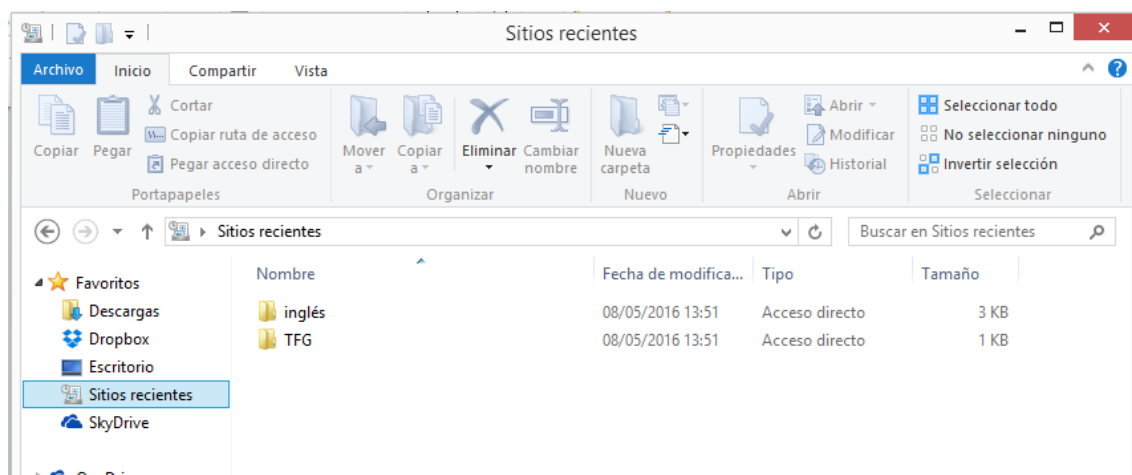 Sitios recientes
Archivo Inicio Compartir Vista
Copiar
Pegar
Cortar
Copiar ruta de acceso
Pegar acceso directo
Portapapeles
Mover a
Copiar a
Eliminar
Cambiar nombre
Organizar
Nueva carpeta
Nuevo
Propiedades
Abrir
Modificar
Historial
Abrir
Seleccionar todo
No seleccionar ninguno
Invertir selección
Seleccionar
Sitios recientes
Buscar en Sitios recientes
Favoritos
Descargas
Dropbox
Escritorio
Sitios recientes
SkyDrive
Nombre Fecha de modifica... Tipo Tamaño
inglés 08/05/2016 13:51 Acceso directo 3 KB
TFG 08/05/2016 13:51 Acceso directo 1 KB